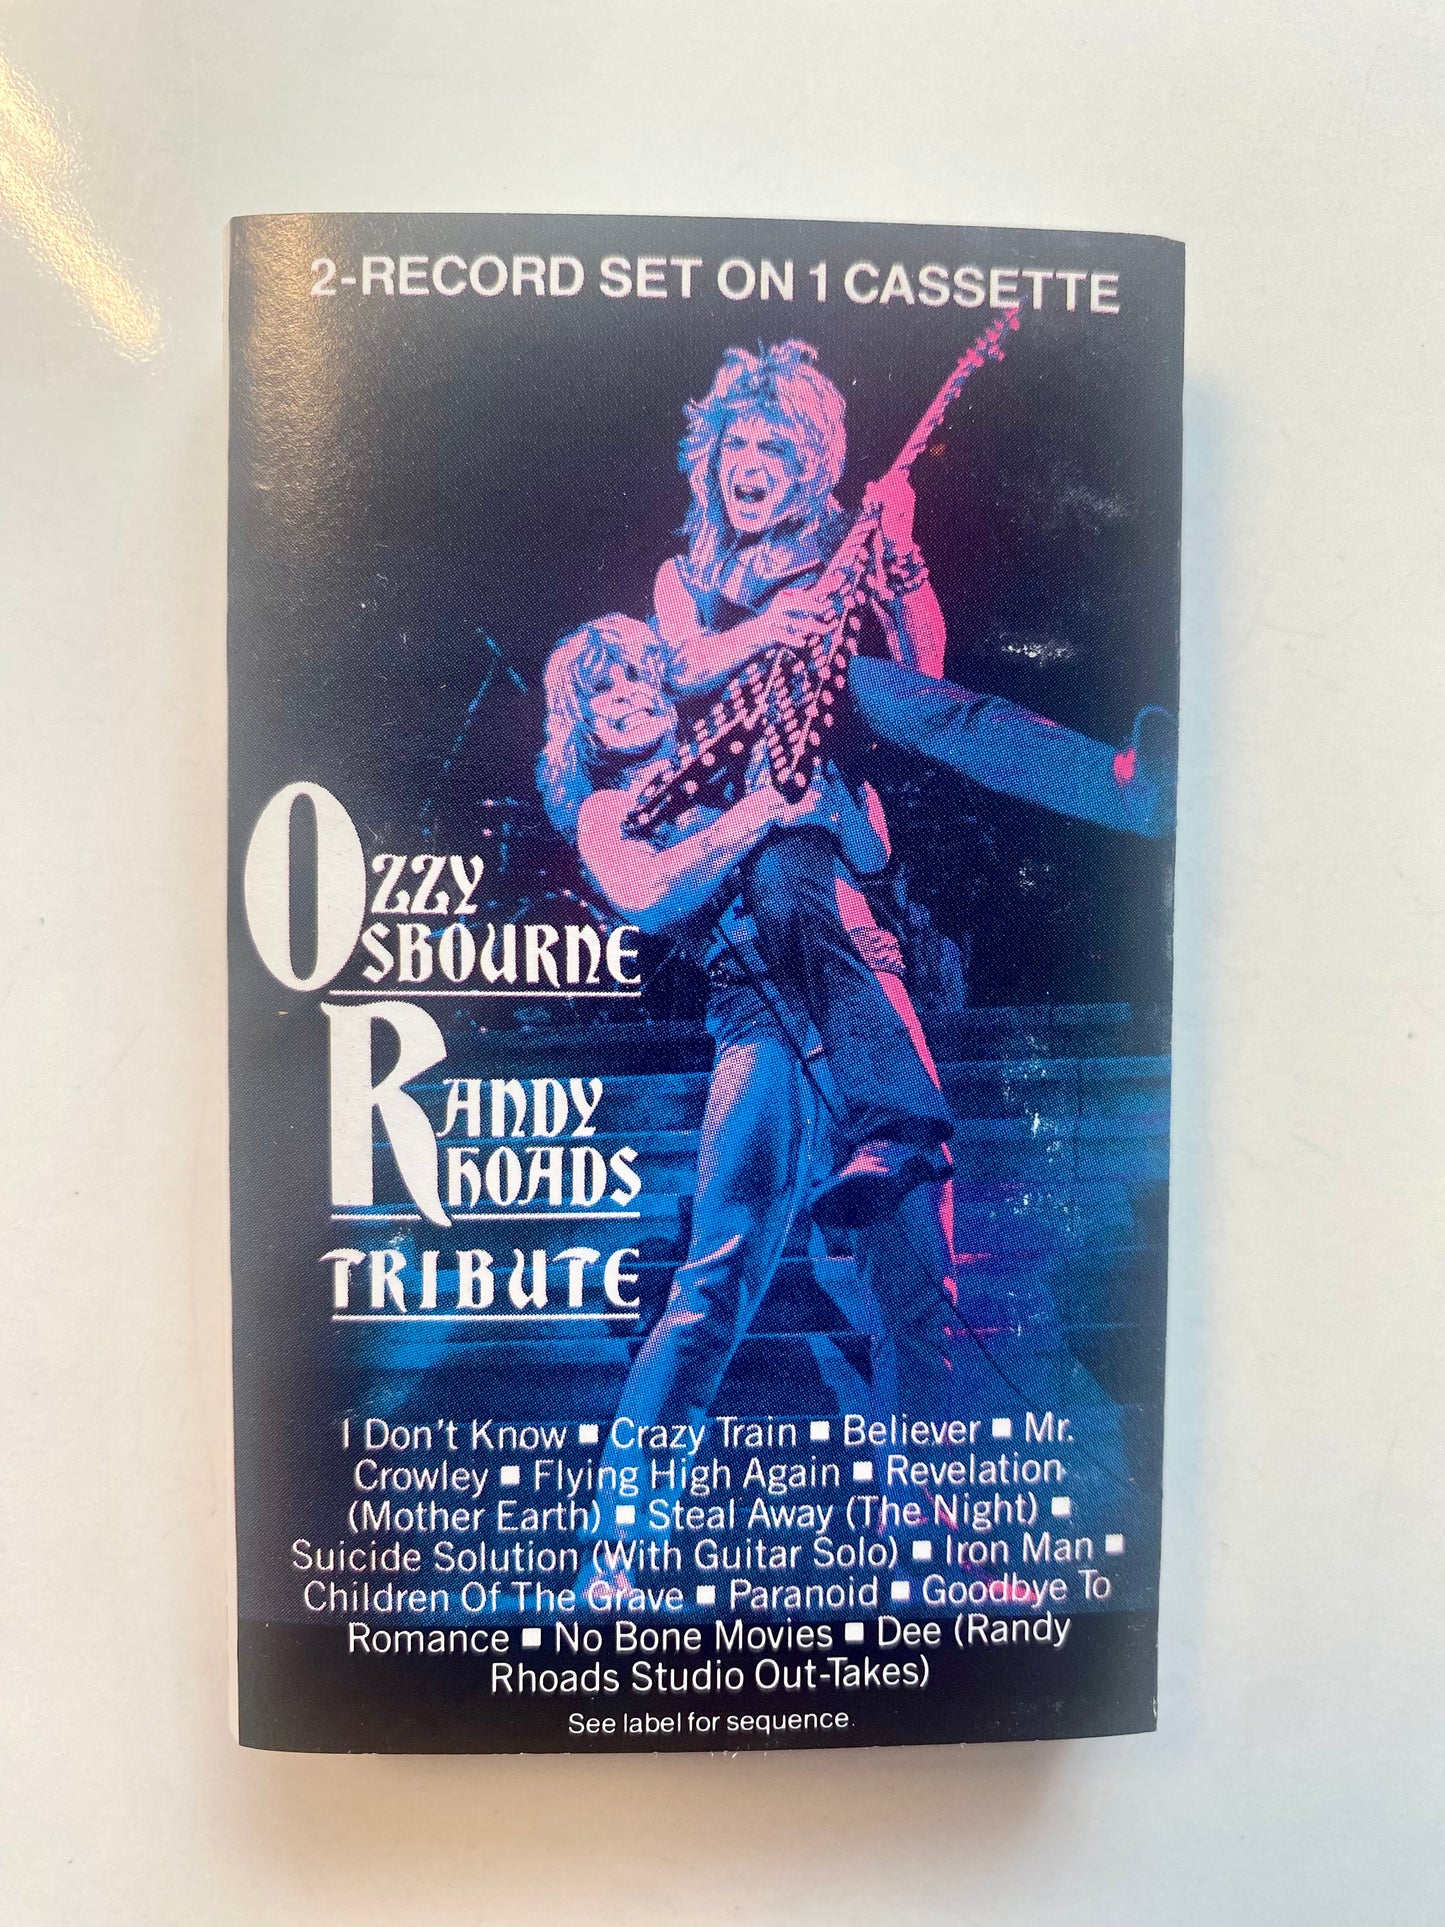 2-RECORD SET ON 1 CASSETTE
OZZY
OSBOURNE
RANDY
RHOADS
TRIBUTE
I Don't Know ■ Crazy Train ■ Believer ■ Mr.
Crowley ■ Flying High Again ■ Revelation
(Mother Earth) ■ Steal Away (The Night) ■
Suicide Solution (With Guitar Solo) ■ Iron Man ■
Children Of The Grave ■ Paranoid ■ Goodbye To
Romance ■ No Bone Movies ■ Dee (Randy
Rhoads Studio Out-Takes)
See label for sequence.